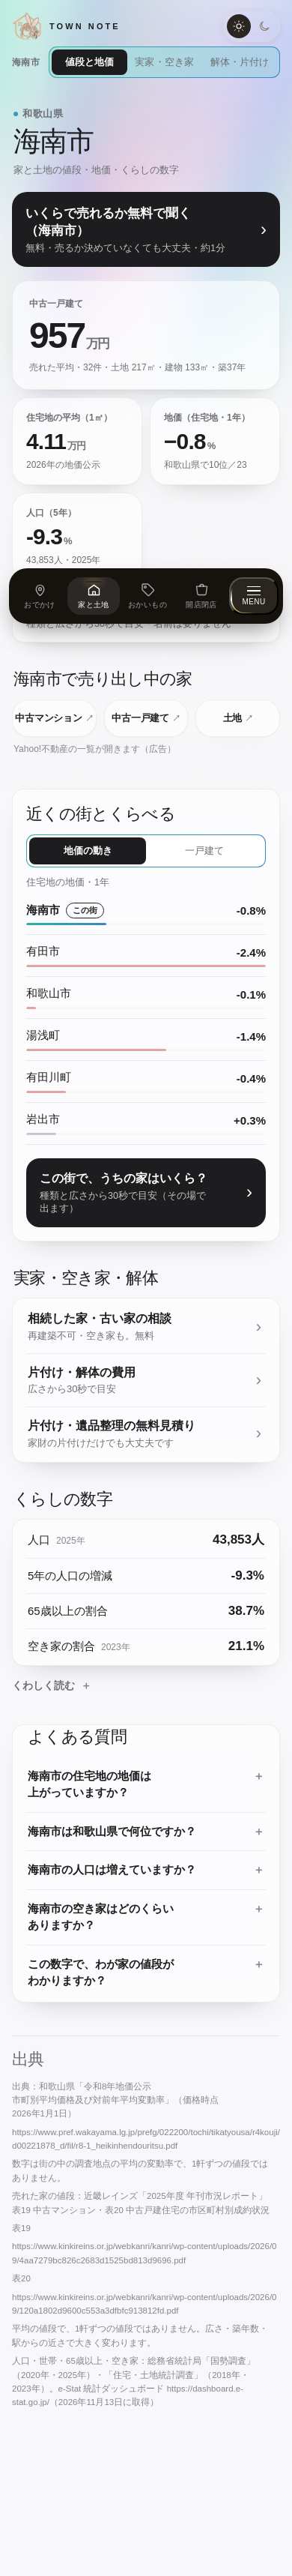 TOWN NOTE
海南市
値段と地価
実家・空き家
解体・片付け
和歌山県
海南市
家と土地の値段・地価・くらしの数字
いくらで売れるか無料で聞く
（海南市）
無料・売るか決めていなくても大丈夫・約1分
›
中古一戸建て
957万円
売れた平均・32件・土地 217㎡・建物 133㎡・築37年
住宅地の平均（1㎡）
4.11万円
2026年の地価公示
地価（住宅地・1年）
−0.8%
和歌山県で10位／23
人口（5年）
-9.3%
43,853人・2025年
おでかけ
家と土地
おかいもの
開店閉店
MENU
海南市で売り出し中の家
中古マンション ↗
中古一戸建て ↗
土地 ↗
Yahoo!不動産の一覧が開きます（広告）
近くの街とくらべる
地価の動き
一戸建て
住宅地の地価・1年
海南市 この街 -0.8%
有田市 -2.4%
和歌山市 -0.1%
湯浅町 -1.4%
有田川町 -0.4%
岩出市 +0.3%
この街で、うちの家はいくら？
種類と広さから30秒で目安（その場で
出ます）
›
実家・空き家・解体
相続した家・古い家の相談
再建築不可・空き家も。無料
›
片付け・解体の費用
広さから30秒で目安
›
片付け・遺品整理の無料見積り
家財の片付けだけでも大丈夫です
›
くらしの数字
人口 2025年 43,853人
5年の人口の増減 -9.3%
65歳以上の割合 38.7%
空き家の割合 2023年 21.1%
くわしく読む +
よくある質問
海南市の住宅地の地価は
上がっていますか？ +
海南市は和歌山県で何位ですか？ +
海南市の人口は増えていますか？ +
海南市の空き家はどのくらい
ありますか？ +
この数字で、わが家の値段が
わかりますか？ +
出典
出典：和歌山県「令和8年地価公示
市町別平均価格及び対前年平均変動率」（価格時点
2026年1月1日）
https://www.pref.wakayama.lg.jp/prefg/022200/tochi/tikatyousa/r4kouji/
d00221878_d/fil/r8-1_heikinhendouritsu.pdf
数字は街の中の調査地点の平均の変動率で、1軒ずつの値段では
ありません。
売れた家の値段：近畿レインズ「2025年度 年刊市況レポート」
表19 中古マンション・表20 中古戸建住宅の市区町村別成約状況
表19
https://www.kinkireins.or.jp/webkanri/kanri/wp-content/uploads/2026/0
9/4aa7279bc826c2683d1525bd813d9696.pdf
表20
https://www.kinkireins.or.jp/webkanri/kanri/wp-content/uploads/2026/0
9/120a1802d9600c553a3dfbfc913812fd.pdf
平均の値段で、1軒ずつの値段ではありません。広さ・築年数・
駅からの近さで大きく変わります。
人口・世帯・65歳以上・空き家：総務省統計局「国勢調査」
（2020年・2025年）・「住宅・土地統計調査」（2018年・
2023年）。e-Stat 統計ダッシュボード https://dashboard.e-
stat.go.jp/（2026年11月13日に取得）